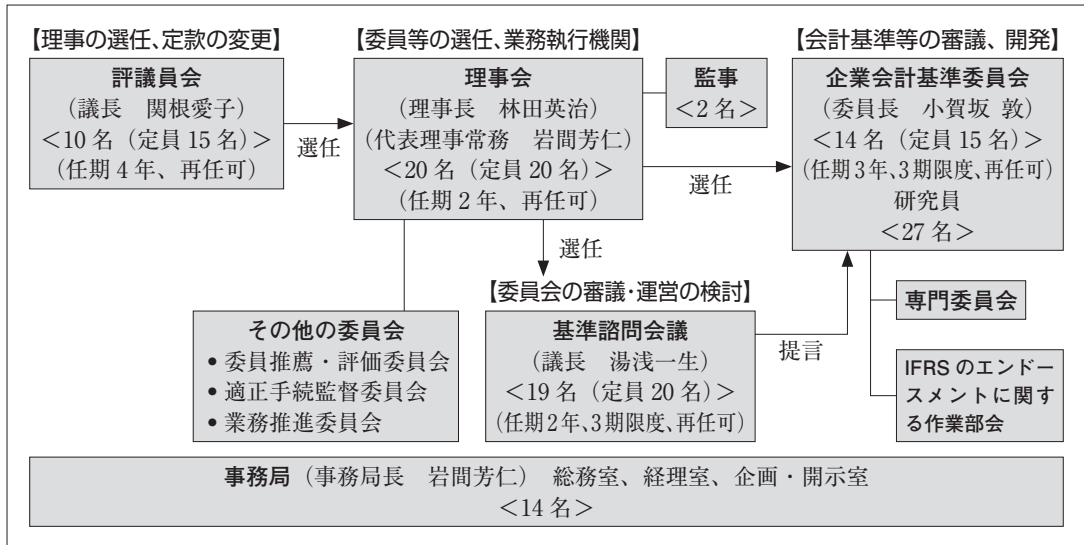 【理事の選任、定款の変更】
評議員会
(議長 関根愛子)
<10名(定員15名)>
(任期4年、再任可)
選任
【委員等の選任、業務執行機関】
理事会
(理事長 林田英治)
(代表理事常務 岩間芳仁)
<20名(定員20名)>
(任期2年、再任可)
監事
<2名>
選任
【会計基準等の審議、開発】
企業会計基準委員会
(委員長 小賀坂 敦)
<14名(定員15名)>
(任期3年、3期限度、再任可)
研究員
<27名>
選任
【委員会の審議・運営の検討】
基準諮問会議
(議長 湯浅一生)
<19名(定員20名)>
(任期2年、3期限度、再任可)
提言
専門委員会
IFRSのエンドー
スメントに関す
る作業部会
その他の委員会
• 委員推薦・評価委員会
• 適正手続監督委員会
• 業務推進委員会
事務局(事務局長 岩間芳仁) 総務室、経理室、企画・開示室
<14名>